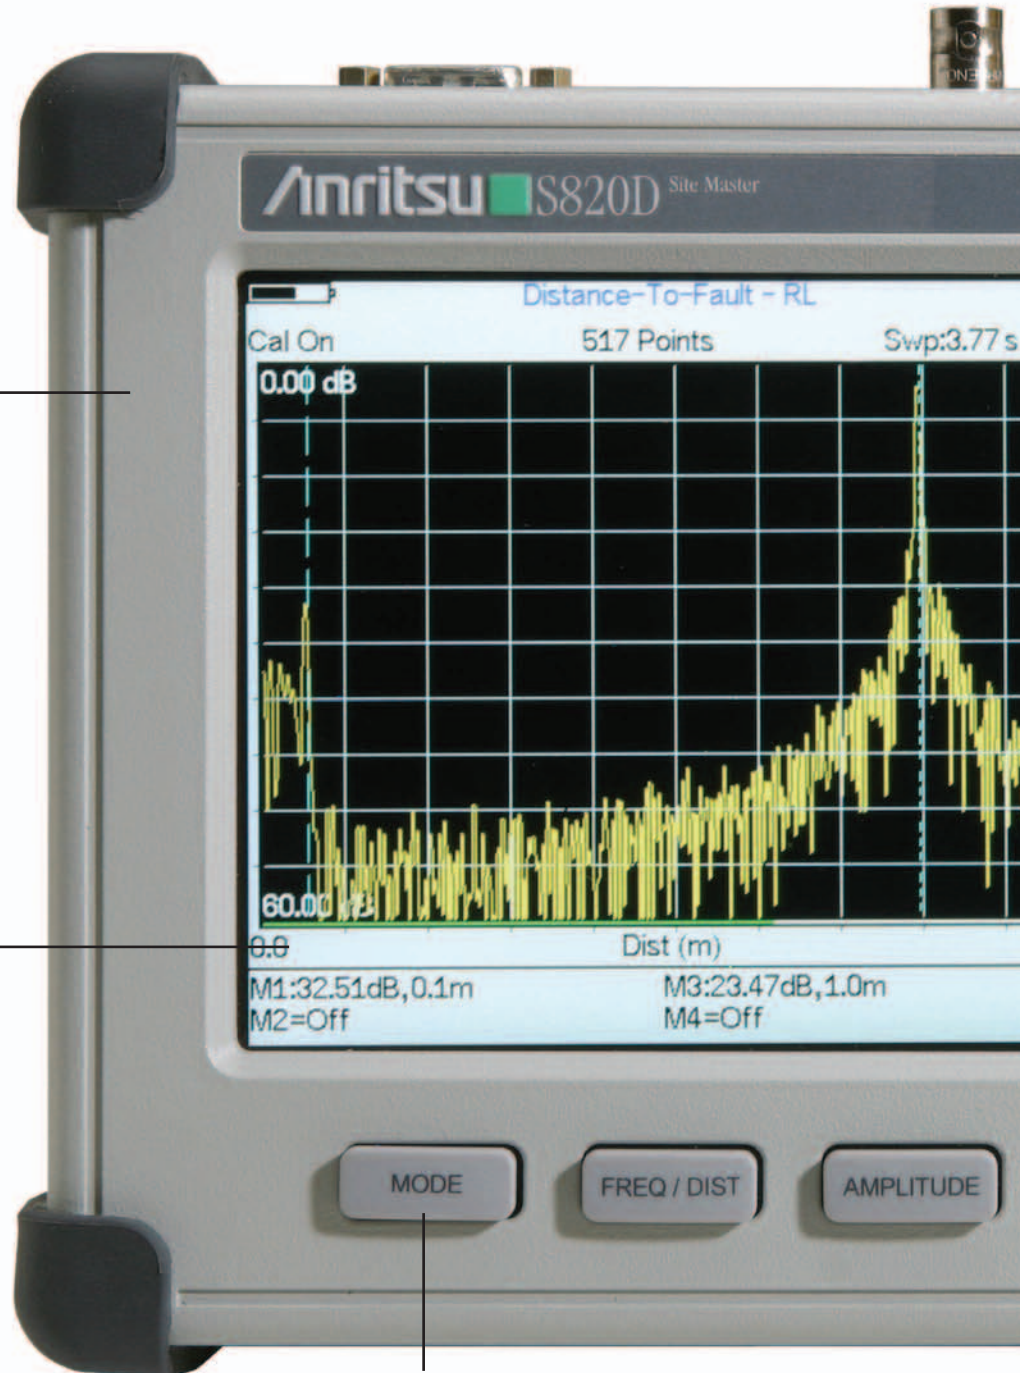 Anritsu S820D Site Master
Distance-To-Fault - RL
Cal On 517 Points Swp:3.77 s
0.00 dB
60.00 dB
0.0 Dist (m)
M1:32.51dB,0.1m M3:23.47dB,1.0m
M2=Off M4=Off
MODE FREQ / DIST AMPLITUDE